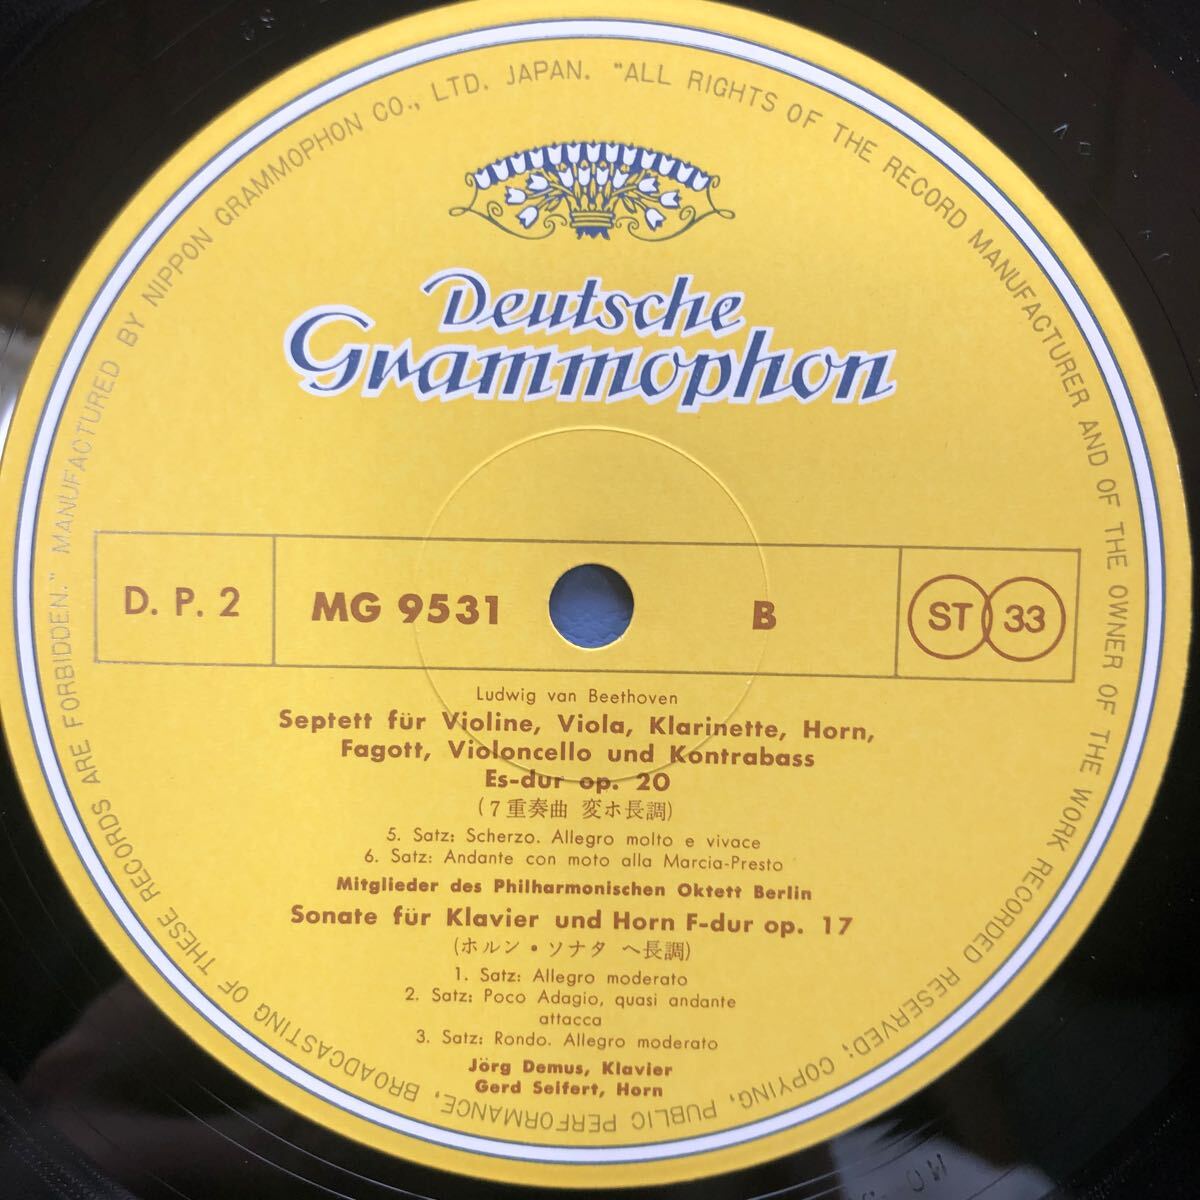 "ALL RIGHTS OF THE RECORD MANUFACTURER AND OF THE OWNER OF THE WORK RECORDED RESERVED; COPYING, PUBLIC PERFORMANCE, BROADCASTING OF THESE RECORDS ARE FORBIDDEN." MANUFACTURED BY NIPPON GRAMMOPHON CO., LTD. JAPAN.
Deutsche
Grammophon
D. P. 2 MG 9531 B ST 33
Ludwig van Beethoven
Septett für Violine, Viola, Klarinette, Horn,
Fagott, Violoncello und Kontrabass
Es-dur op. 20
(7重奏曲 変ホ長調)
5. Satz: Scherzo. Allegro molto e vivace
6. Satz: Andante con moto alla Marcia-Presto
Mitglieder des Philharmonischen Oktett Berlin
Sonate für Klavier und Horn F-dur op. 17
(ホルン・ソナタ ヘ長調)
1. Satz: Allegro moderato
2. Satz: Poco Adagio, quasi andante
attacca
3. Satz: Rondo. Allegro moderato
Jörg Demus, Klavier
Gerd Seifert, Horn